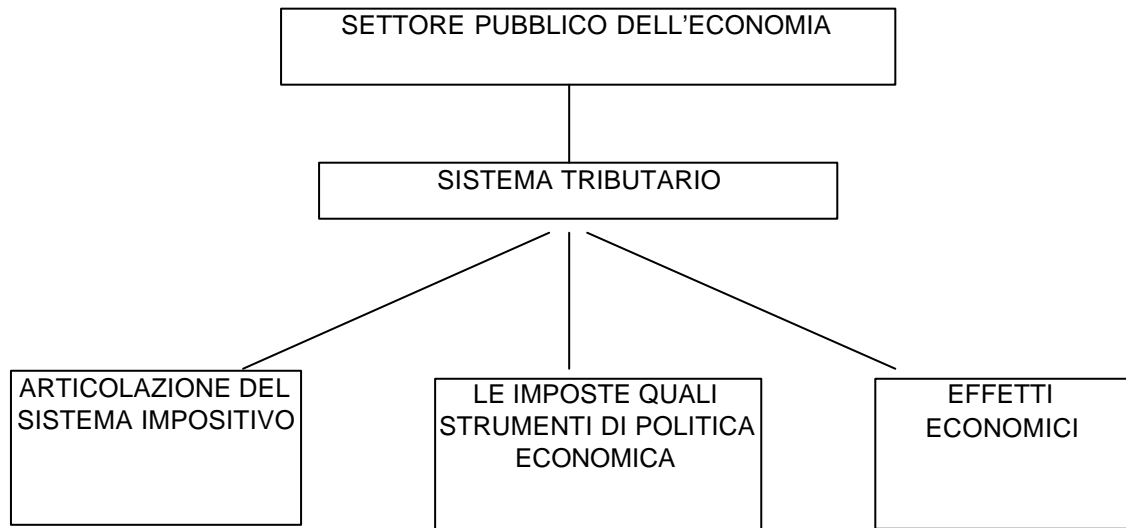 SETTORE PUBBLICO DELL'ECONOMIA
SISTEMA TRIBUTARIO
ARTICOLAZIONE DEL
SISTEMA IMPOSITIVO
LE IMPOSTE QUALI
STRUMENTI DI POLITICA
ECONOMICA
EFFETTI
ECONOMICI